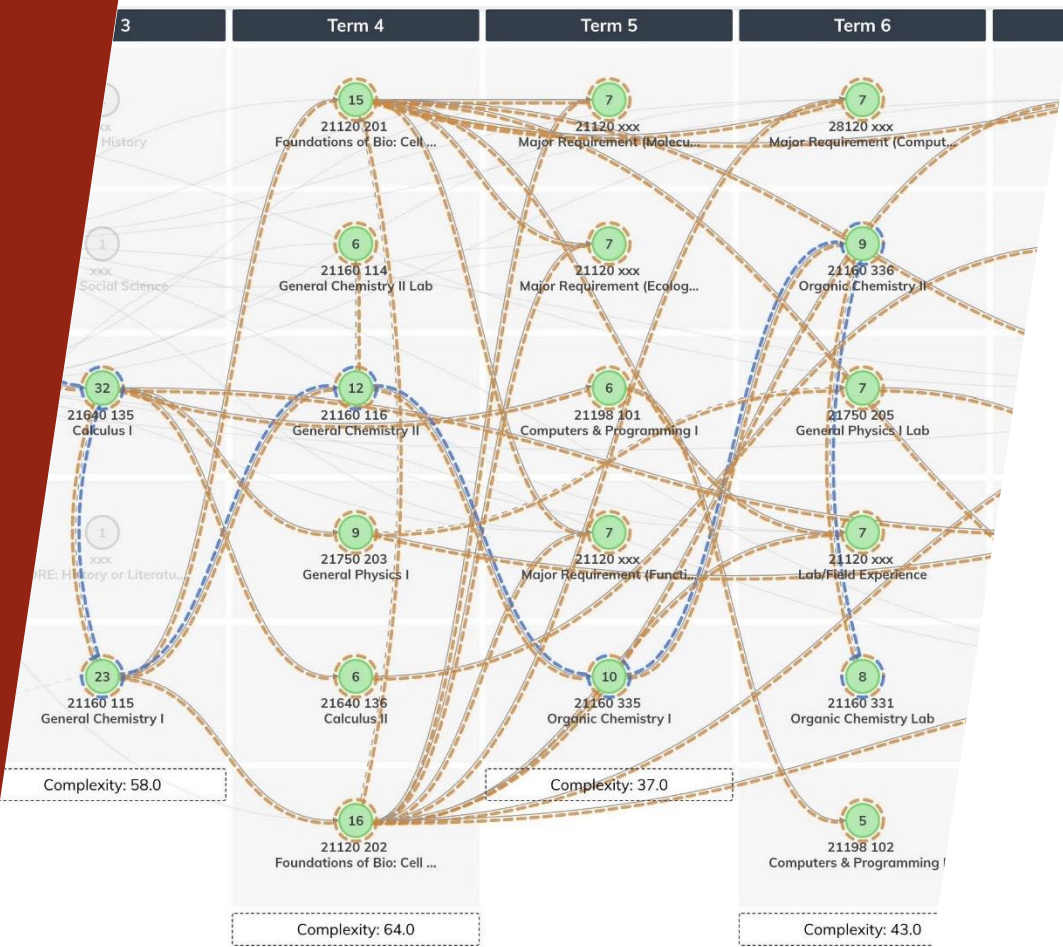 3
Term 4
Term 5
Term 6
xx
History
1
xxx
Social Science
32
21640 135
Calculus I
1
xxx
ORE: History or Literatu...
23
21160 115
General Chemistry I
Complexity: 58.0
15
21120 201
Foundations of Bio: Cell ...
6
21160 114
General Chemistry II Lab
12
21160 116
General Chemistry II
9
21750 203
General Physics I
6
21640 136
Calculus II
16
21120 202
Foundations of Bio: Cell ...
Complexity: 64.0
7
21120 xxx
Major Requirement (Molecu...
7
21120 xxx
Major Requirement (Ecolog...
6
21198 101
Computers & Programming I
7
21120 xxx
Major Requirement (Functi...
10
21160 335
Organic Chemistry I
Complexity: 37.0
7
28120 xxx
Major Requirement (Comput...
9
21160 336
Organic Chemistry II
7
21750 205
General Physics I Lab
7
21120 xxx
Lab/Field Experience
8
21160 331
Organic Chemistry Lab
5
21198 102
Computers & Programming I
Complexity: 43.0